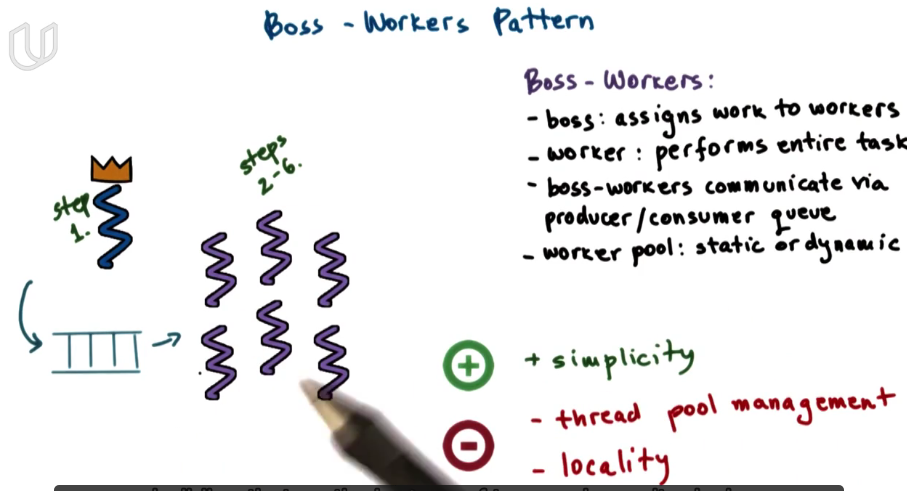 Boss - Workers Pattern
Boss - Workers:
- boss: assigns work to workers
- worker: performs entire task
- boss-workers communicate via
producer/consumer queue
- worker pool: static or dynamic
step
1.
steps
2-6.
+ simplicity
- thread pool management
- locality